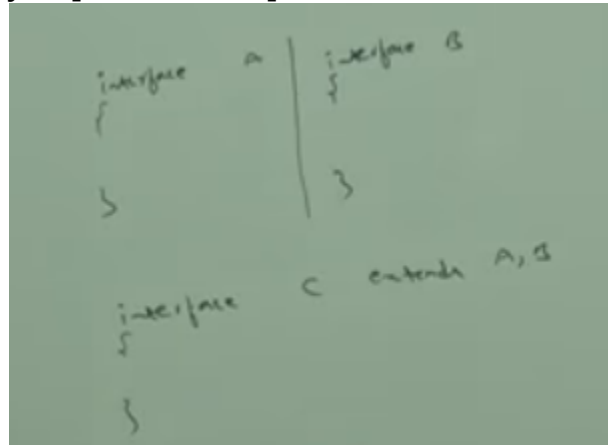 interface A
{
}
interface B
{
}
interface C extends A, B
{
}